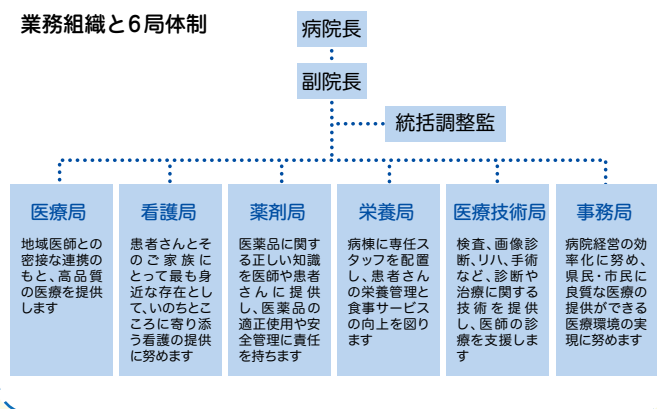 業務組織と6局体制
病院長
副院長
統括調整監
医療局
地域医師との
密接な連携の
もと、高品質
の医療を提供
します
看護局
患者さんとそ
のご家族に
とって最も身
近な存在とし
て、いのちとこ
ころに寄り添
う看護の提供
に努めます
薬剤局
医薬品に関す
る正しい知識
を医師や患者
さんに提供
し、医薬品の
適正使用や安
全管理に責任
を持ちます
栄養局
病棟に専任ス
タッフを配置
し、患者さん
の栄養管理と
食事サービス
の向上を図り
ます
医療技術局
検査、画像診
断、リハ、手術
など、診断や
治療に関する
技術を提供
し、医師の診
療を支援しま
す
事務局
病院経営の効
率化に努め、
県民・市民に
良質な医療の
提供ができる
医療環境の実
現に努めます